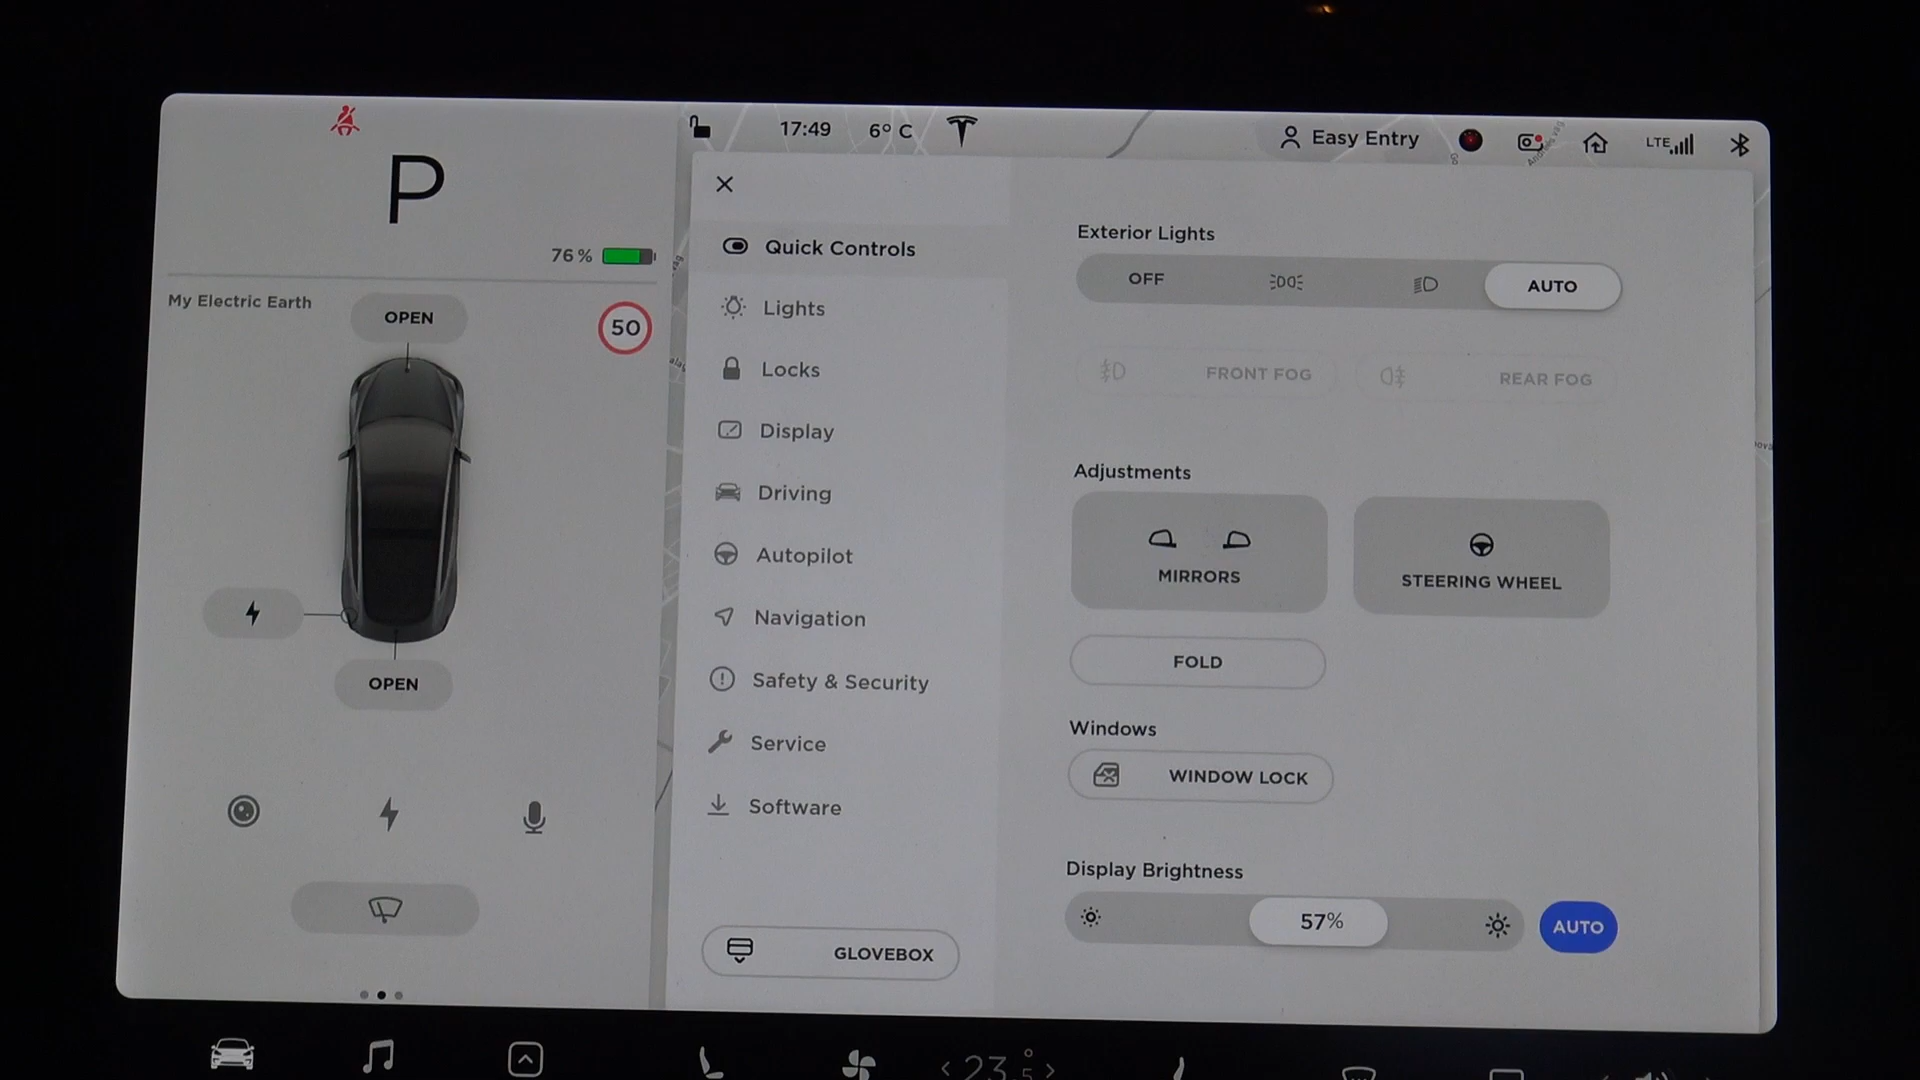 P
76 %
My Electric Earth
OPEN
50
OPEN
17:49
6° C
Easy Entry
LTE
Quick Controls
Lights
Locks
Display
Driving
Autopilot
Navigation
Safety & Security
Service
Software
GLOVEBOX
Exterior Lights
OFF
AUTO
FRONT FOG
REAR FOG
Adjustments
MIRRORS
STEERING WHEEL
FOLD
Windows
WINDOW LOCK
Display Brightness
57%
AUTO
23.5°